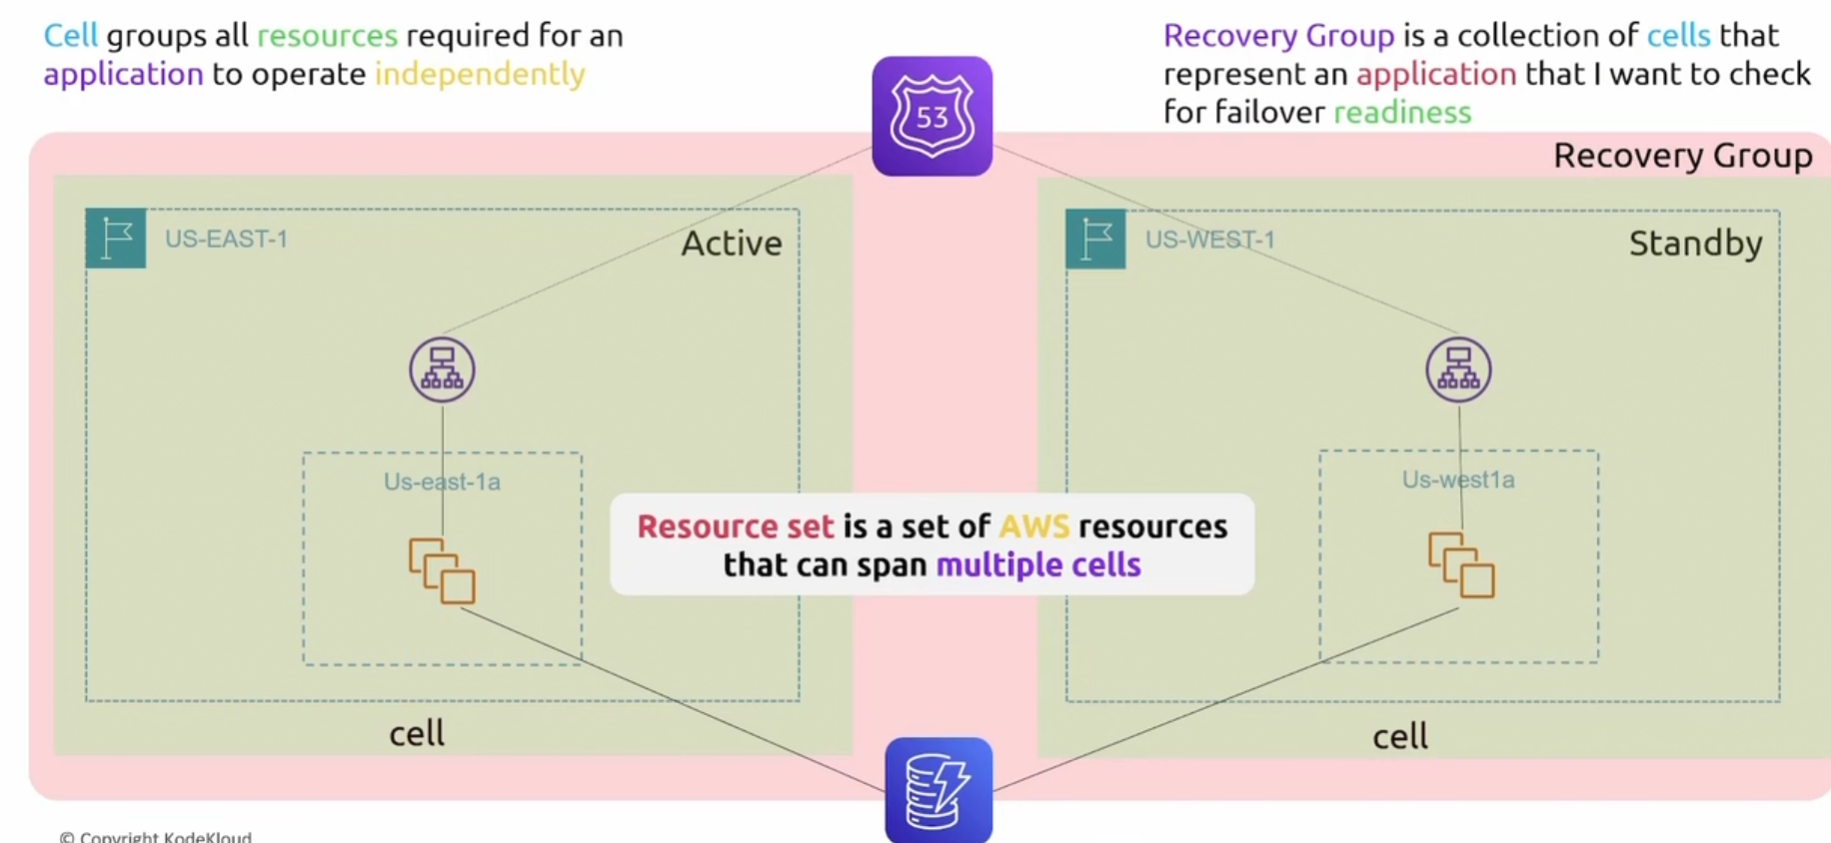 Cell groups all resources required for an
application to operate independently
Recovery Group is a collection of cells that
represent an application that I want to check
for failover readiness
53
Recovery Group
US-EAST-1
Active
US-WEST-1
Standby
Us-east-1a
Us-west1a
Resource set is a set of AWS resources
that can span multiple cells
cell
cell
© Copyright KodeKloud